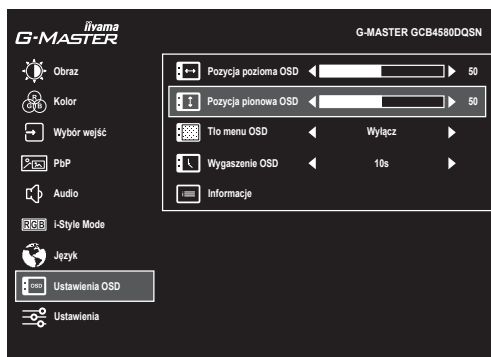 iiyama
G-MASTER
G-MASTER GCB4580DQSN
Obraz
Kolor
Wybór wejść
PbP
Audio
i-Style Mode
Język
Ustawienia OSD
Ustawienia
Pozycja pozioma OSD 50
Pozycja pionowa OSD 50
Tło menu OSD Wyłącz
Wygaszenie OSD 10s
Informacje
R
G B
RGB
OSD